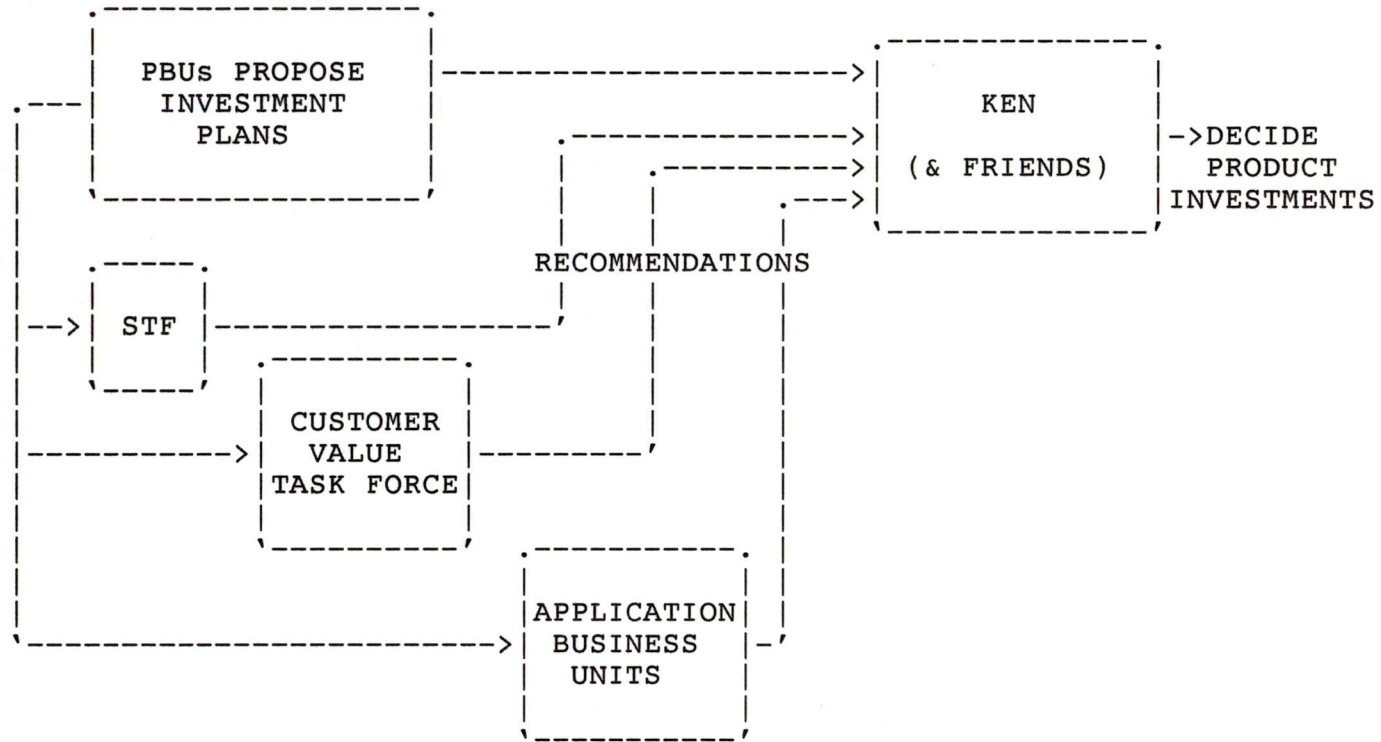 PBUs PROPOSE
INVESTMENT
PLANS
KEN
(& FRIENDS)
DECIDE
PRODUCT
INVESTMENTS
RECOMMENDATIONS
STF
CUSTOMER
VALUE
TASK FORCE
APPLICATION
BUSINESS
UNITS